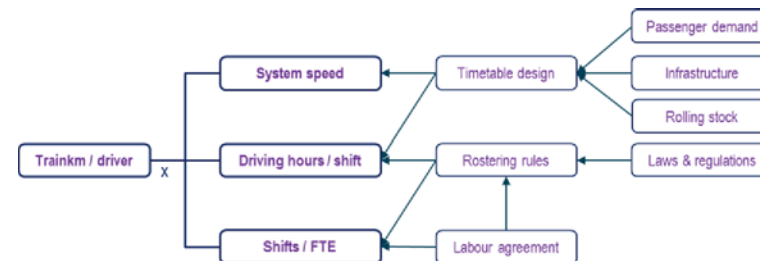 Passenger demand
System speed
Timetable design
Infrastructure
Rolling stock
Trainkm / driver
X
Driving hours / shift
Rostering rules
Laws & regulations
Shifts / FTE
Labour agreement